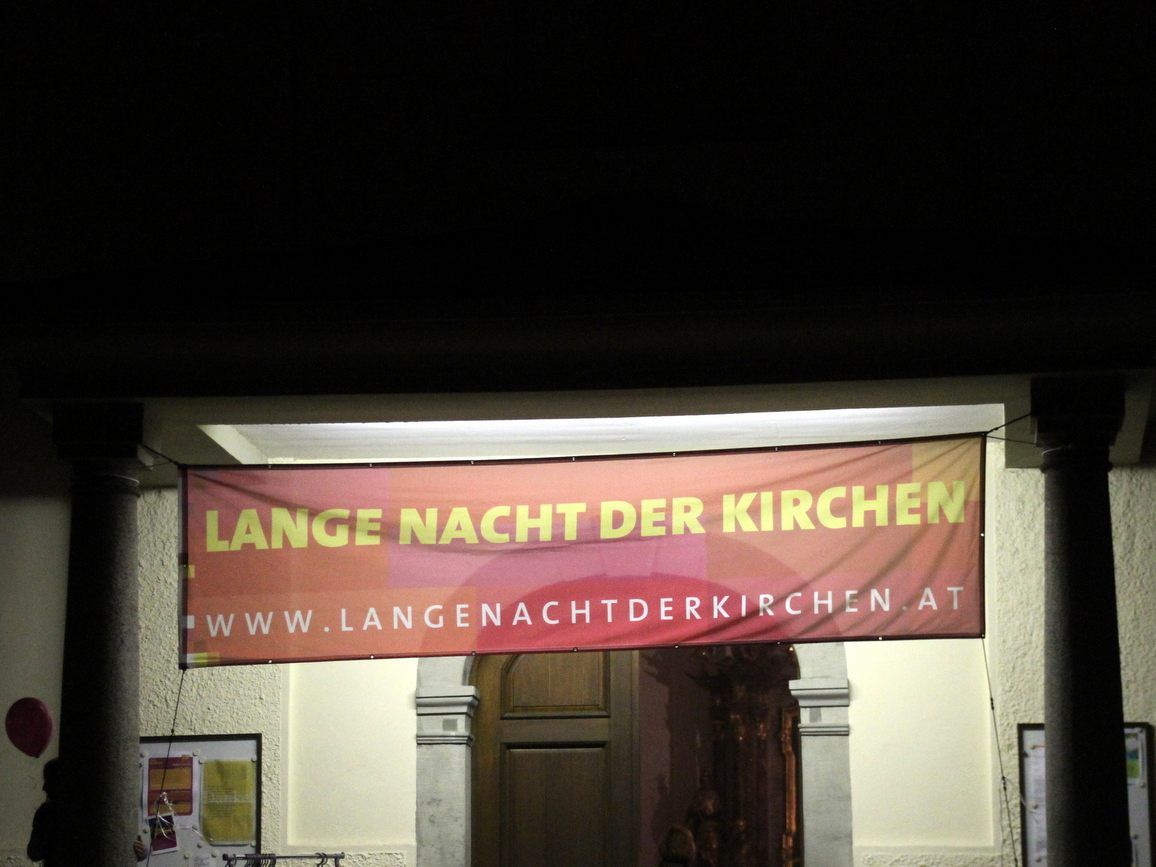 LANGE NACHT DER KIRCHEN
WWW.LANGENACHTDERKIRCHEN.AT